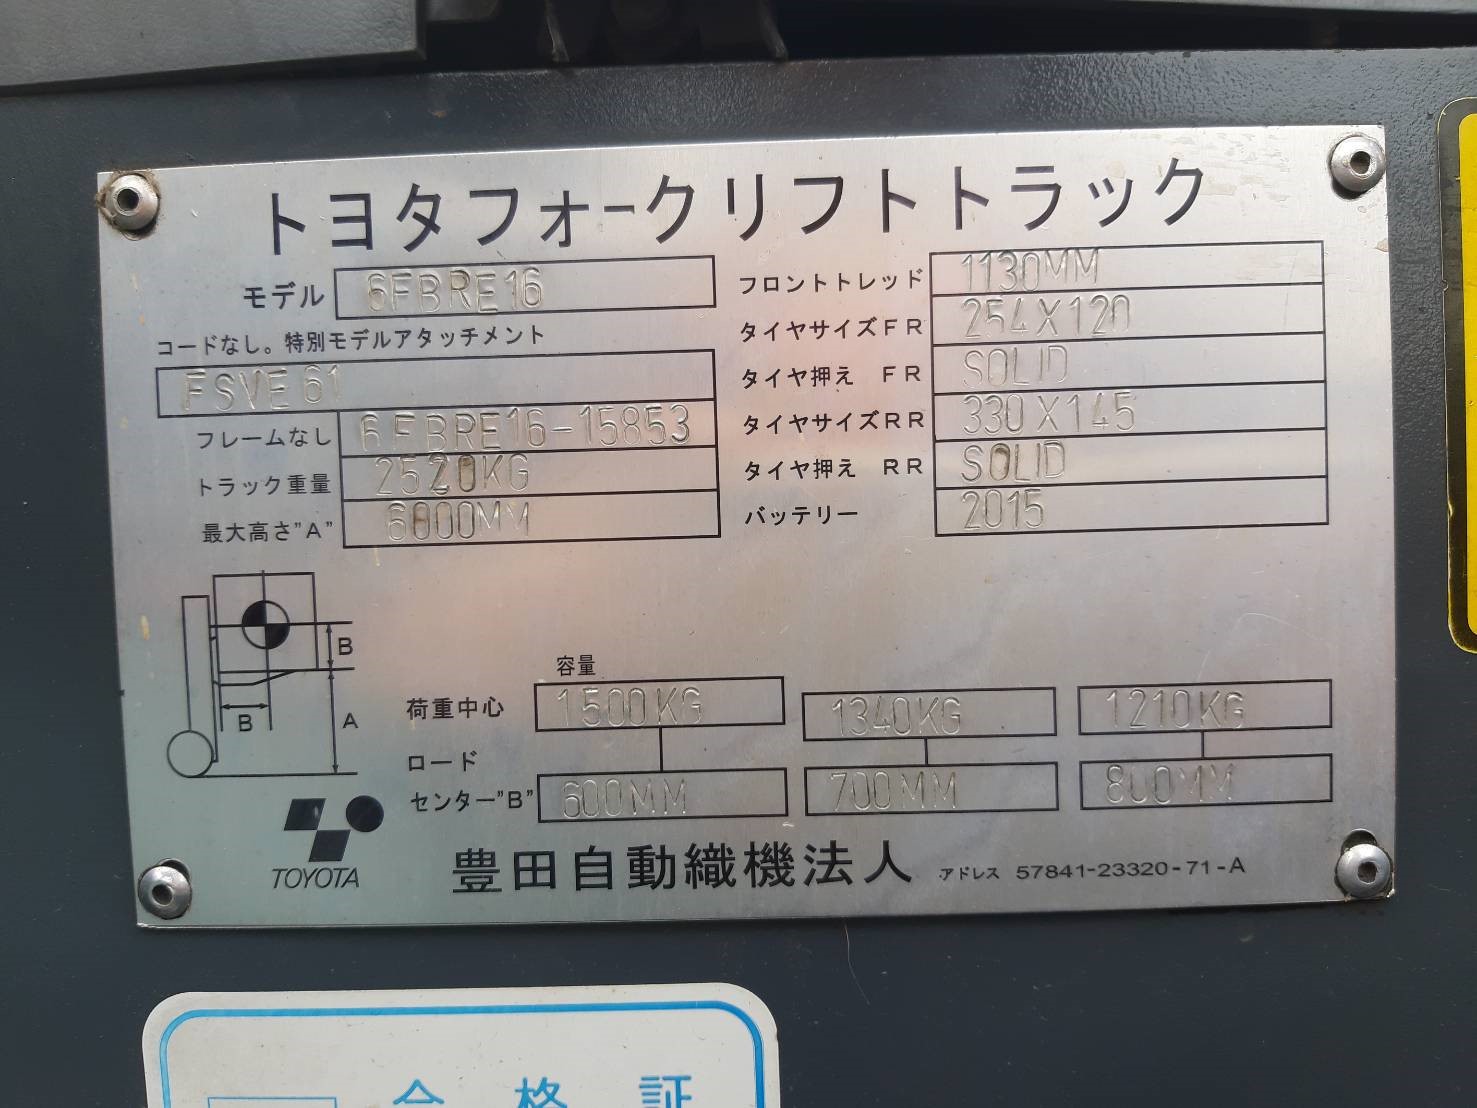 トヨタフォークリフトトラック
モデル 6FBRE16
コードなし。特別モデルアタッチメント
FSVE61
フレームなし 6FBRE16-15853
トラック重量 2520KG
最大高さ"A" 6000MM
フロントトレッド 1130MM
タイヤサイズFR 254X120
タイヤ押え FR SOLID
タイヤサイズRR 330X145
タイヤ押え RR SOLID
バッテリー 2015
B
B
A
容量
荷重中心 1500KG 1340KG 1210KG
ロード
センター"B" 600MM 700MM 800MM
TOYOTA
豊田自動織機法人 アドレス 57841-23320-71-A
合格証